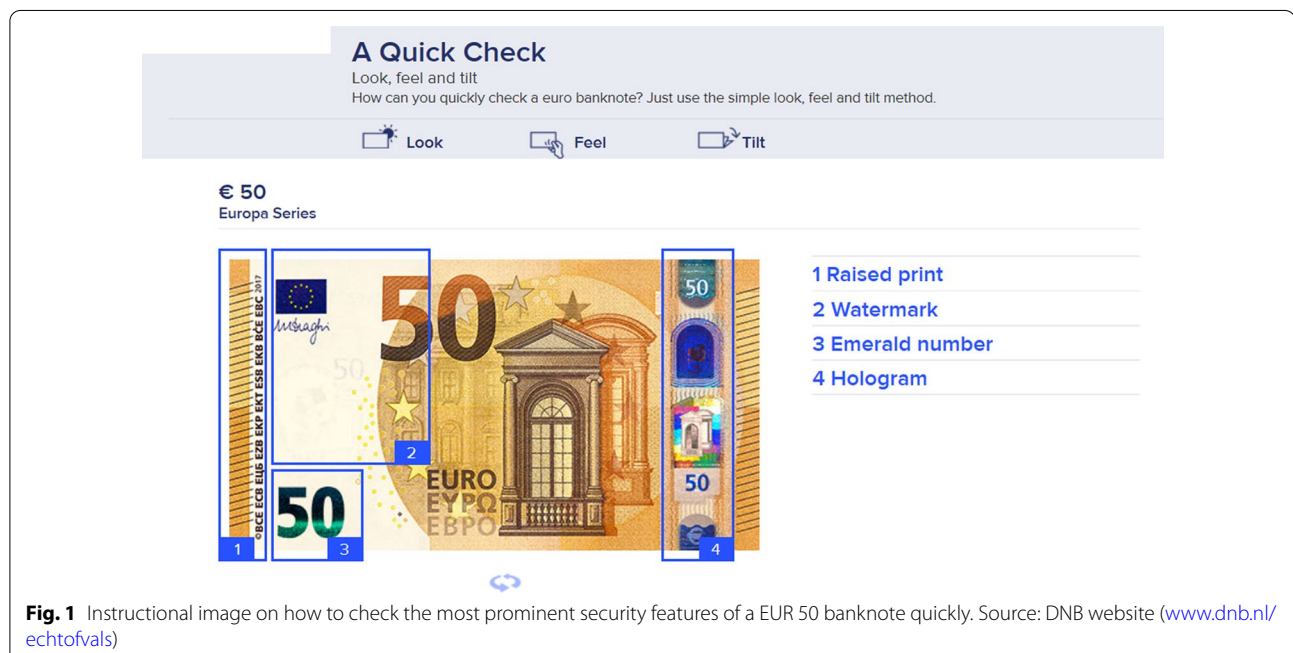 A Quick Check
Look, feel and tilt
How can you quickly check a euro banknote? Just use the simple look, feel and tilt method.
Look
Feel
Tilt
€ 50
Europa Series
©BCE ECB ЕЦБ EZB EKP EKT ESB EKB BĊE EBC 2017
50
50
50
EURO
ΕΥΡΩ
ЕВРО
50
50
€
1
2
3
4
1 Raised print
2 Watermark
3 Emerald number
4 Hologram
Fig. 1 Instructional image on how to check the most prominent security features of a EUR 50 banknote quickly. Source: DNB website (www.dnb.nl/
echtofvals)